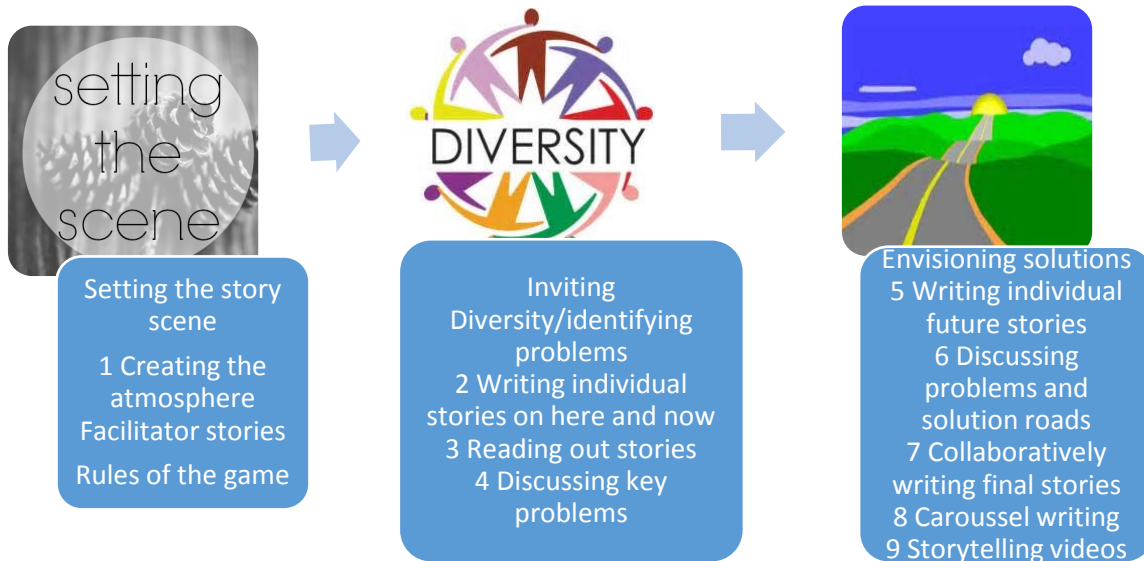 setting
the
scene
Setting the story
scene
1 Creating the
atmosphere
Facilitator stories
Rules of the game
DIVERSITY
Inviting
Diversity/identifying
problems
2 Writing individual
stories on here and now
3 Reading out stories
4 Discussing key
problems
Envisioning solutions
5 Writing individual
future stories
6 Discussing
problems and
solution roads
7 Collaboratively
writing final stories
8 Caroussel writing
9 Storytelling videos